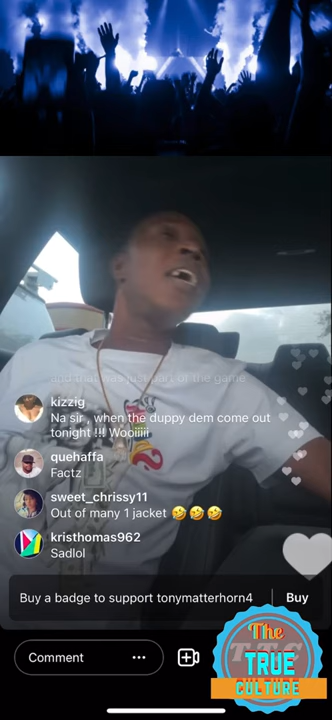 and that was just part of the game
kizzig
Na sir , when the duppy dem come out
tonight !!! Wooiiiii
quehaffa
Factz
sweet_chrissy11
Out of many 1 jacket 🤣🤣🤣
kristhomas962
Sadlol
Buy a badge to support tonymatterhorn4
Buy
Comment
The
TRUE
CULTURE